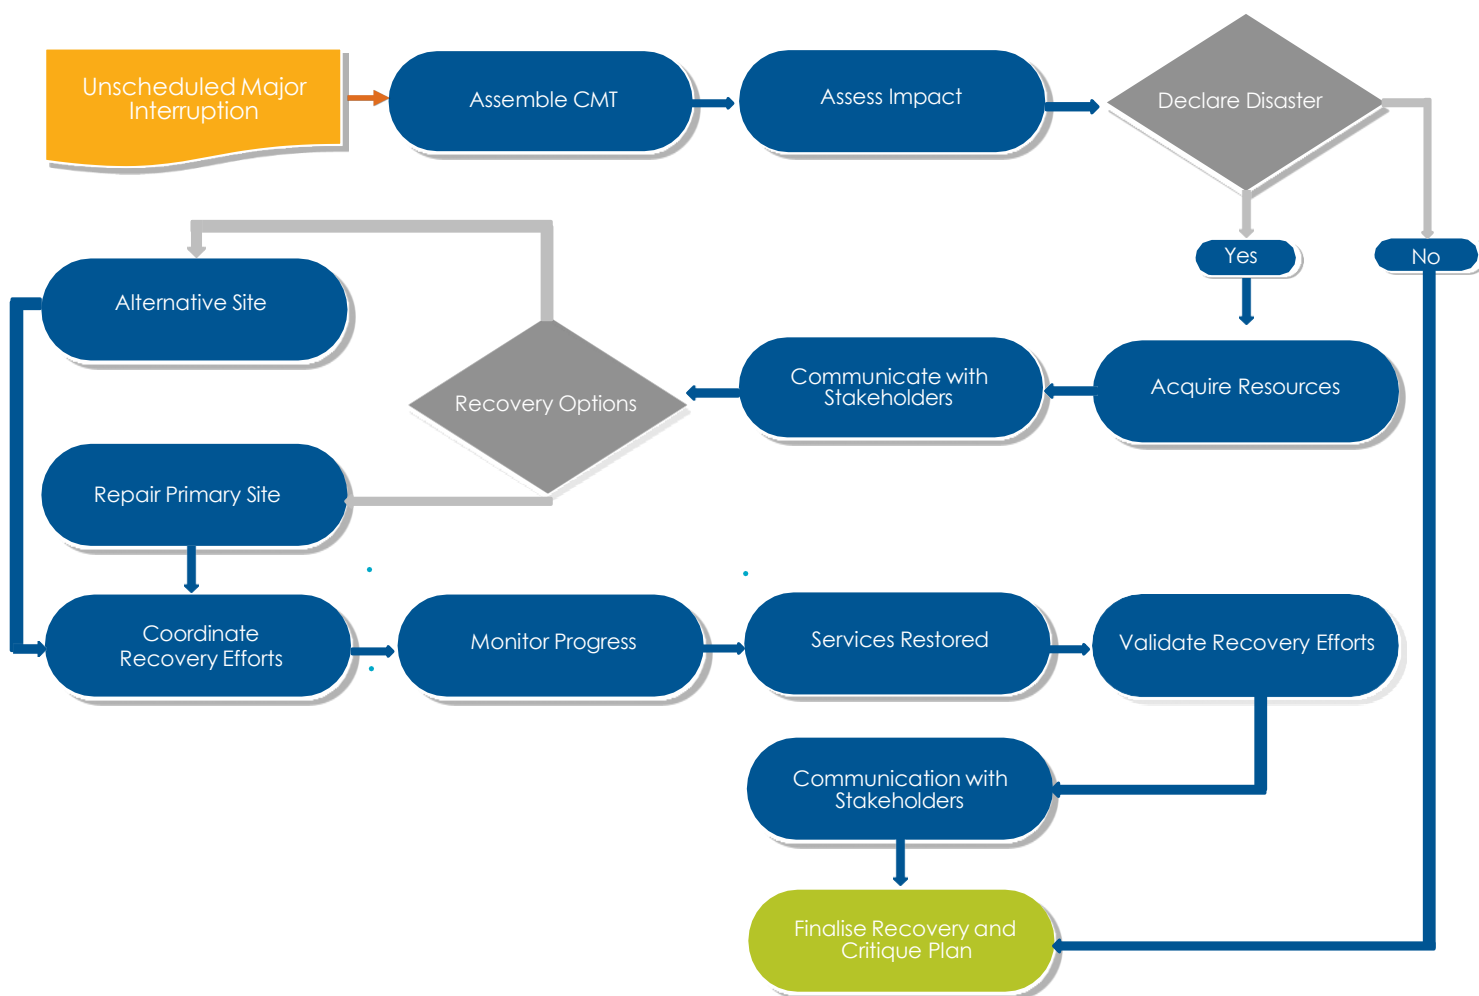 Unscheduled Major
Interruption
Assemble CMT
Assess Impact
Declare Disaster
Yes
No
Alternative Site
Recovery Options
Communicate with
Stakeholders
Acquire Resources
Repair Primary Site
Coordinate
Recovery Efforts
Monitor Progress
Services Restored
Validate Recovery Efforts
Communication with
Stakeholders
Finalise Recovery and
Critique Plan